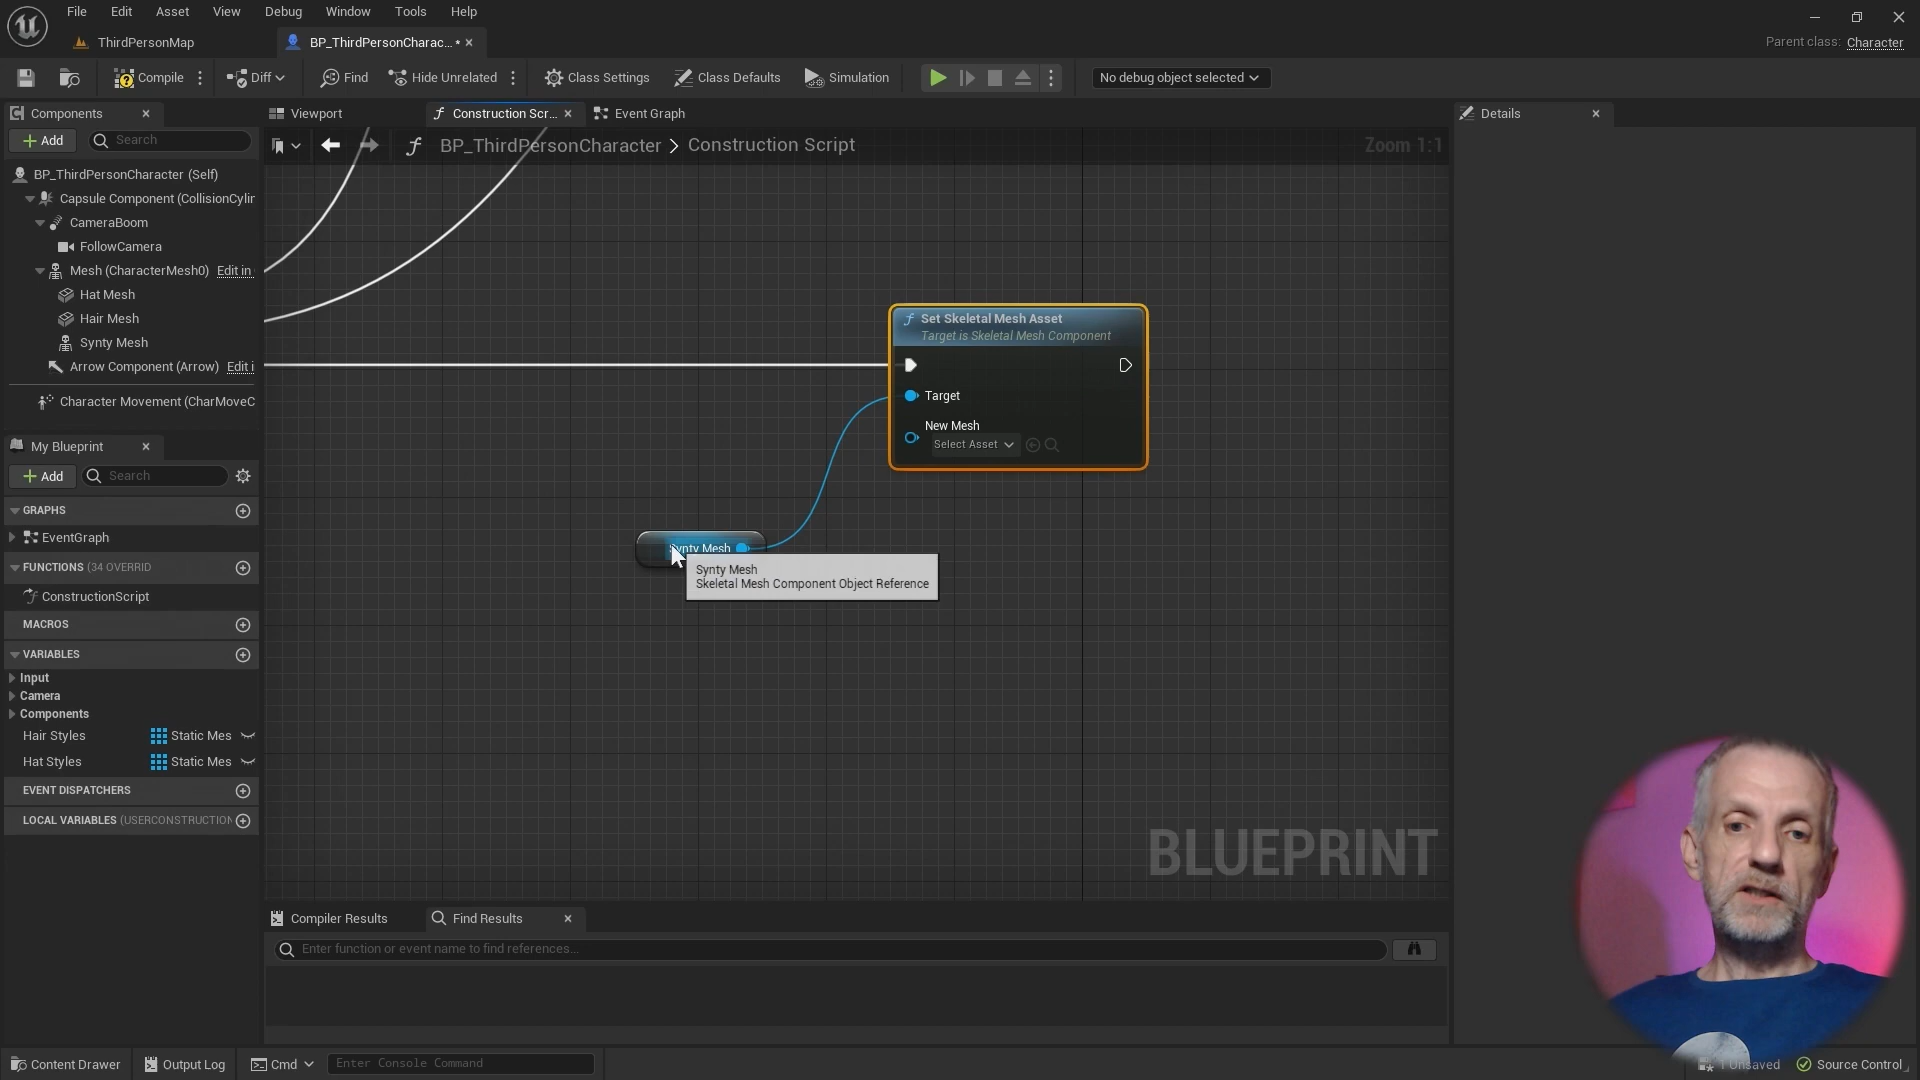 File Edit Asset View Debug Window Tools Help
ThirdPersonMap
BP_ThirdPersonCharac... *
Parent class: Character
Compile
Diff
Find
Hide Unrelated
Class Settings
Class Defaults
Simulation
No debug object selected
Components
Add
Search
BP_ThirdPersonCharacter (Self)
Capsule Component (CollisionCylin
CameraBoom
FollowCamera
Mesh (CharacterMesh0) Edit in
Hat Mesh
Hair Mesh
Synty Mesh
Arrow Component (Arrow) Edit i
Character Movement (CharMoveC
My Blueprint
Add
Search
GRAPHS
EventGraph
FUNCTIONS (34 OVERRID
ConstructionScript
MACROS
VARIABLES
Input
Camera
Components
Hair Styles Static Mes
Hat Styles Static Mes
EVENT DISPATCHERS
LOCAL VARIABLES (USERCONSTRUCTION
Viewport
Construction Scr...
Event Graph
BP_ThirdPersonCharacter > Construction Script
Zoom 1:1
Set Skeletal Mesh Asset
Target is Skeletal Mesh Component
Target
New Mesh
Select Asset
Synty Mesh
Synty Mesh
Skeletal Mesh Component Object Reference
BLUEPRINT
Compiler Results
Find Results
Enter function or event name to find references...
Details
Content Drawer
Output Log
Cmd
Enter Console Command
1 Unsaved
Source Control